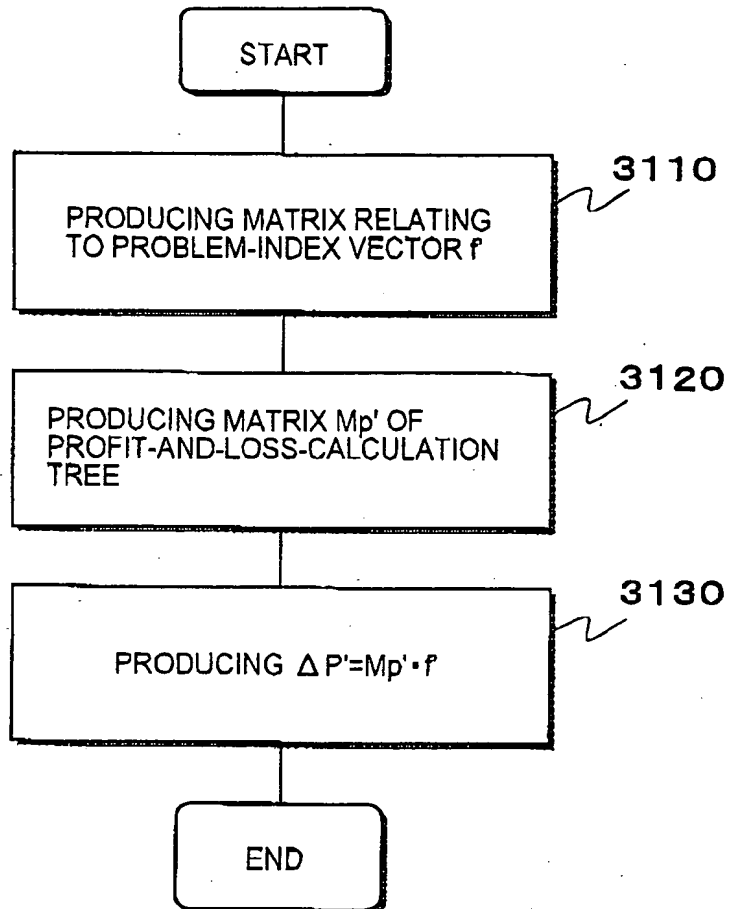 START
PRODUCING MATRIX RELATING
TO PROBLEM-INDEX VECTOR f'
3110
PRODUCING MATRIX Mp' OF
PROFIT-AND-LOSS-CALCULATION
TREE
3120
PRODUCING Δ P'=Mp'・f'
3130
END